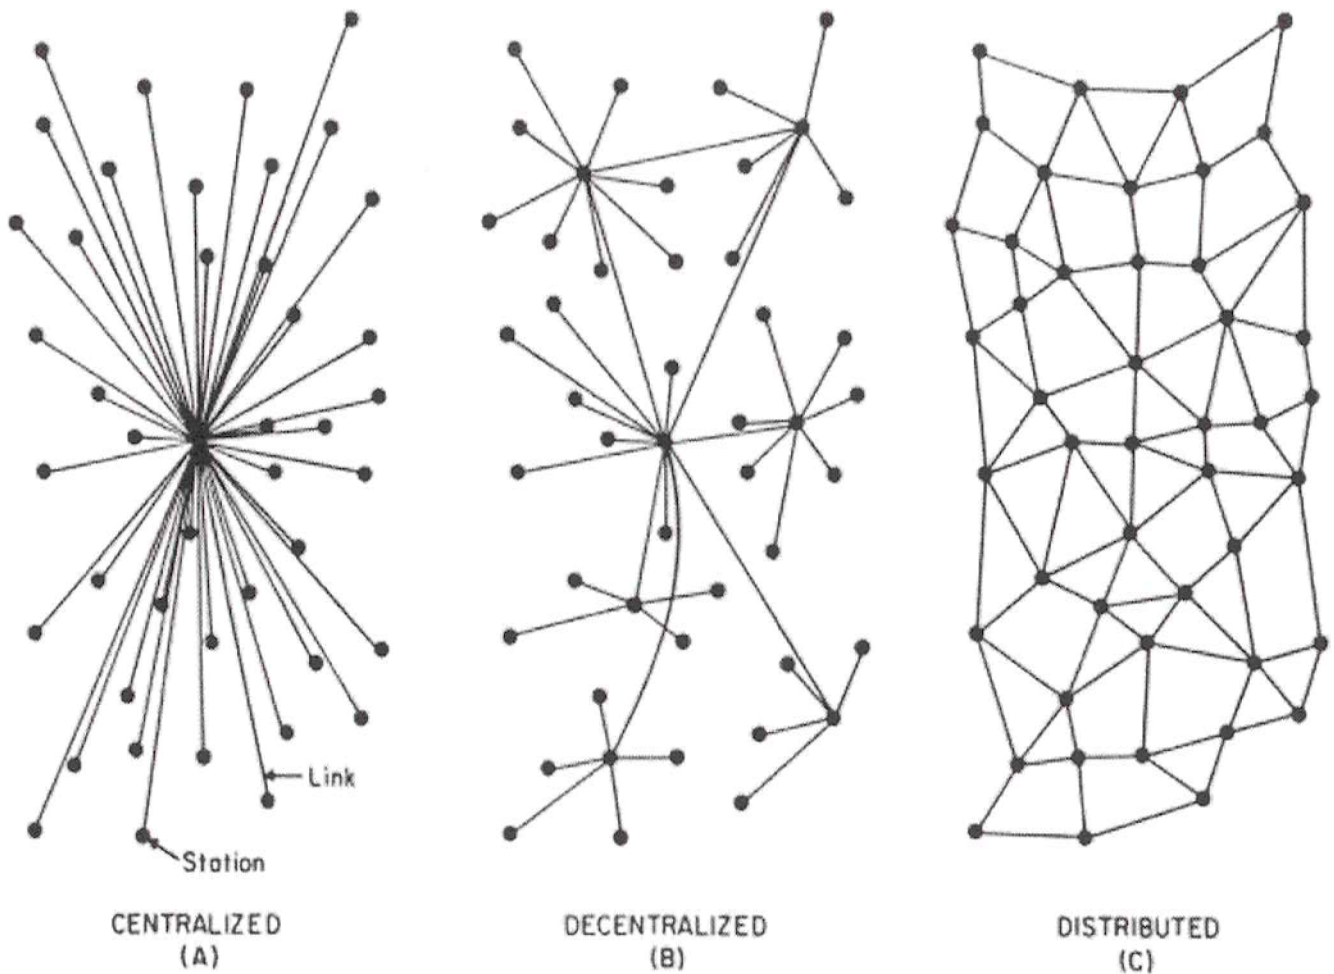 Link
Station
CENTRALIZED
(A)
DECENTRALIZED
(B)
DISTRIBUTED
(C)